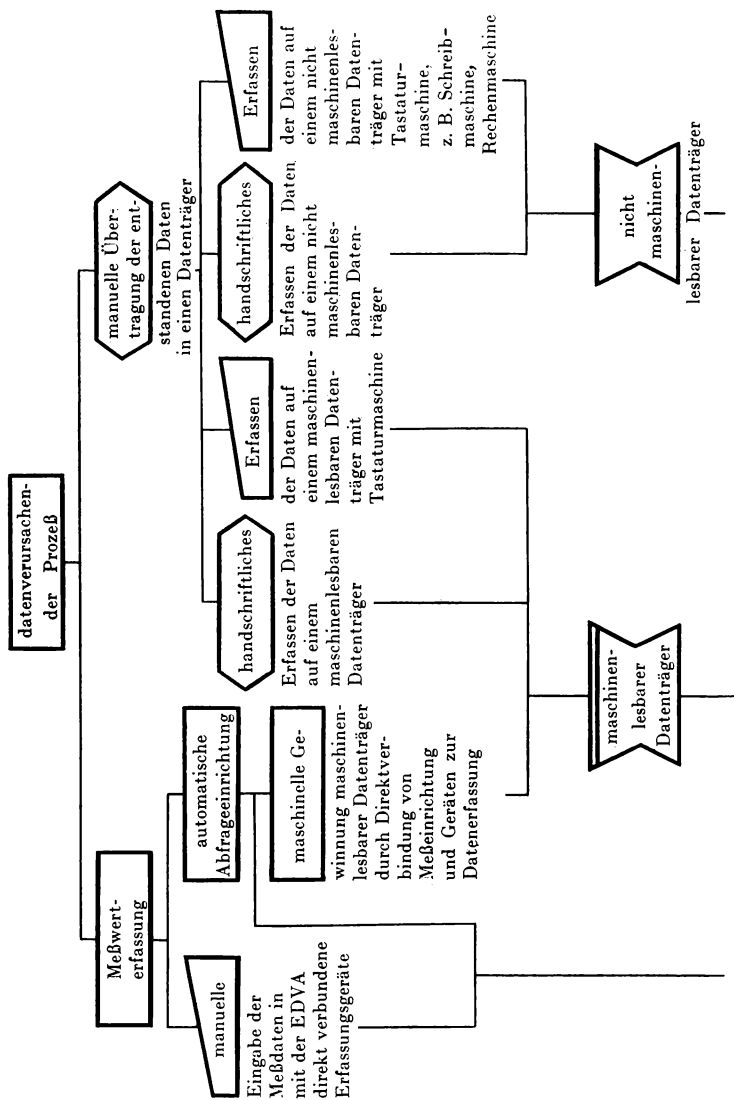 datenverursachen-
der Prozeß
Meßwert-
erfassung
manuelle Über-
tragung der ent-
standenen Daten
in einen Datenträger
manuelle
Eingabe der
Meßdaten in
mit der EDVA
direkt verbundene
Erfassungsgeräte
automatische
Abfrageeinrichtung
maschinelle Ge-
winnung maschinen-
lesbarer Datenträger
durch Direktver-
bindung von
Meßeinrichtung
und Geräten zur
Datenerfassung
handschriftliches
Erfassen der Daten
auf einem
maschinenlesbaren
Datenträger
Erfassen
der Daten auf
einem maschinen-
lesbaren Daten-
träger mit
Tastaturmaschine
handschriftliches
Erfassen der Daten
auf einem nicht
maschinenles-
baren Daten-
träger
Erfassen
der Daten auf
einem nicht
maschinenles-
baren Daten-
träger mit
Tastatur-
maschine,
z. B. Schreib-
maschine,
Rechenmaschine
maschinen-
lesbarer
Datenträger
nicht
maschinen-
lesbarer Datenträger